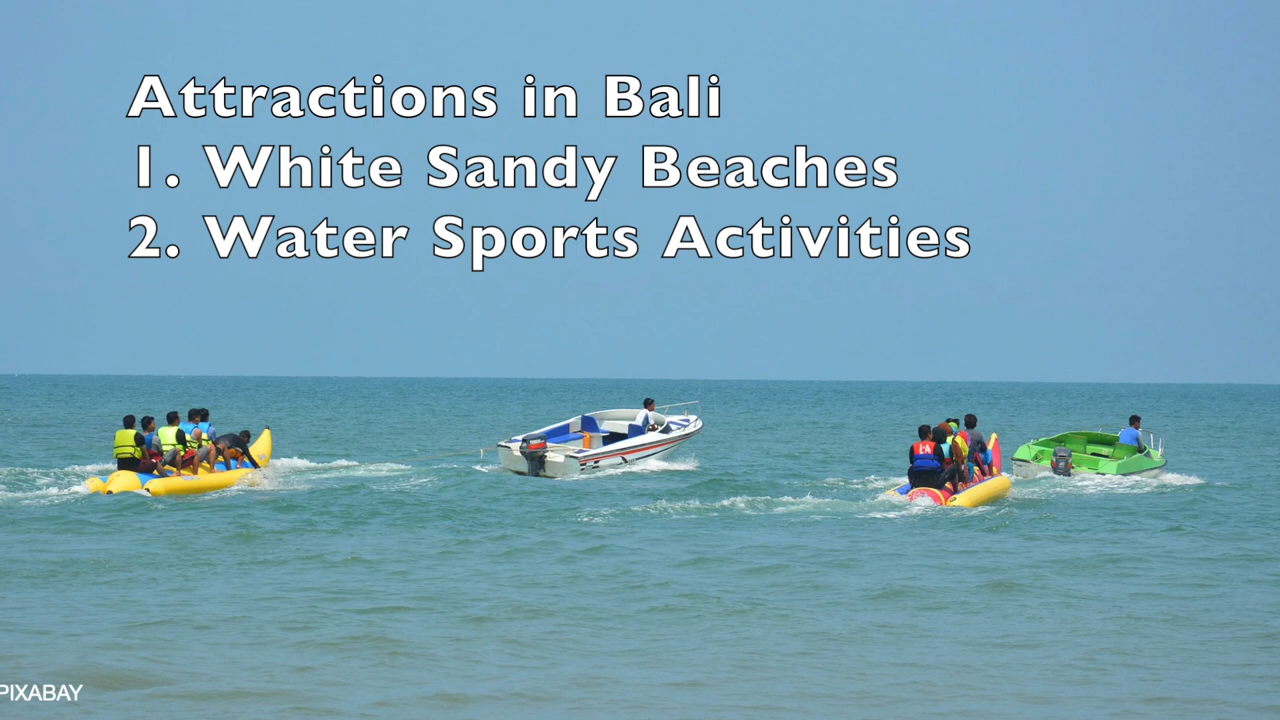 Attractions in Bali
1. White Sandy Beaches
2. Water Sports Activities
PIXABAY